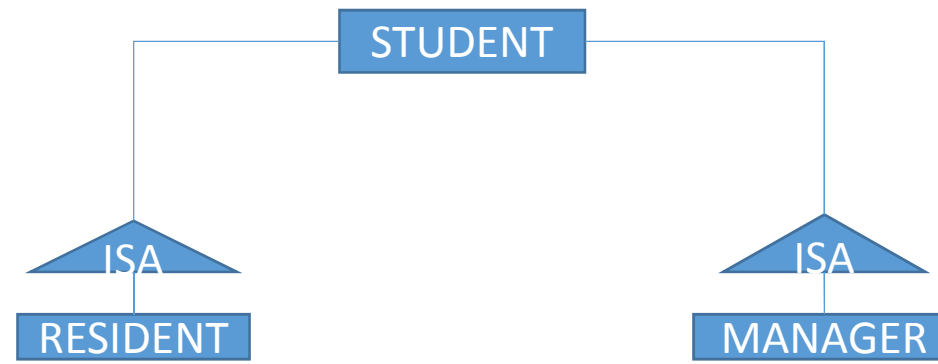 STUDENT
ISA
ISA
RESIDENT
MANAGER